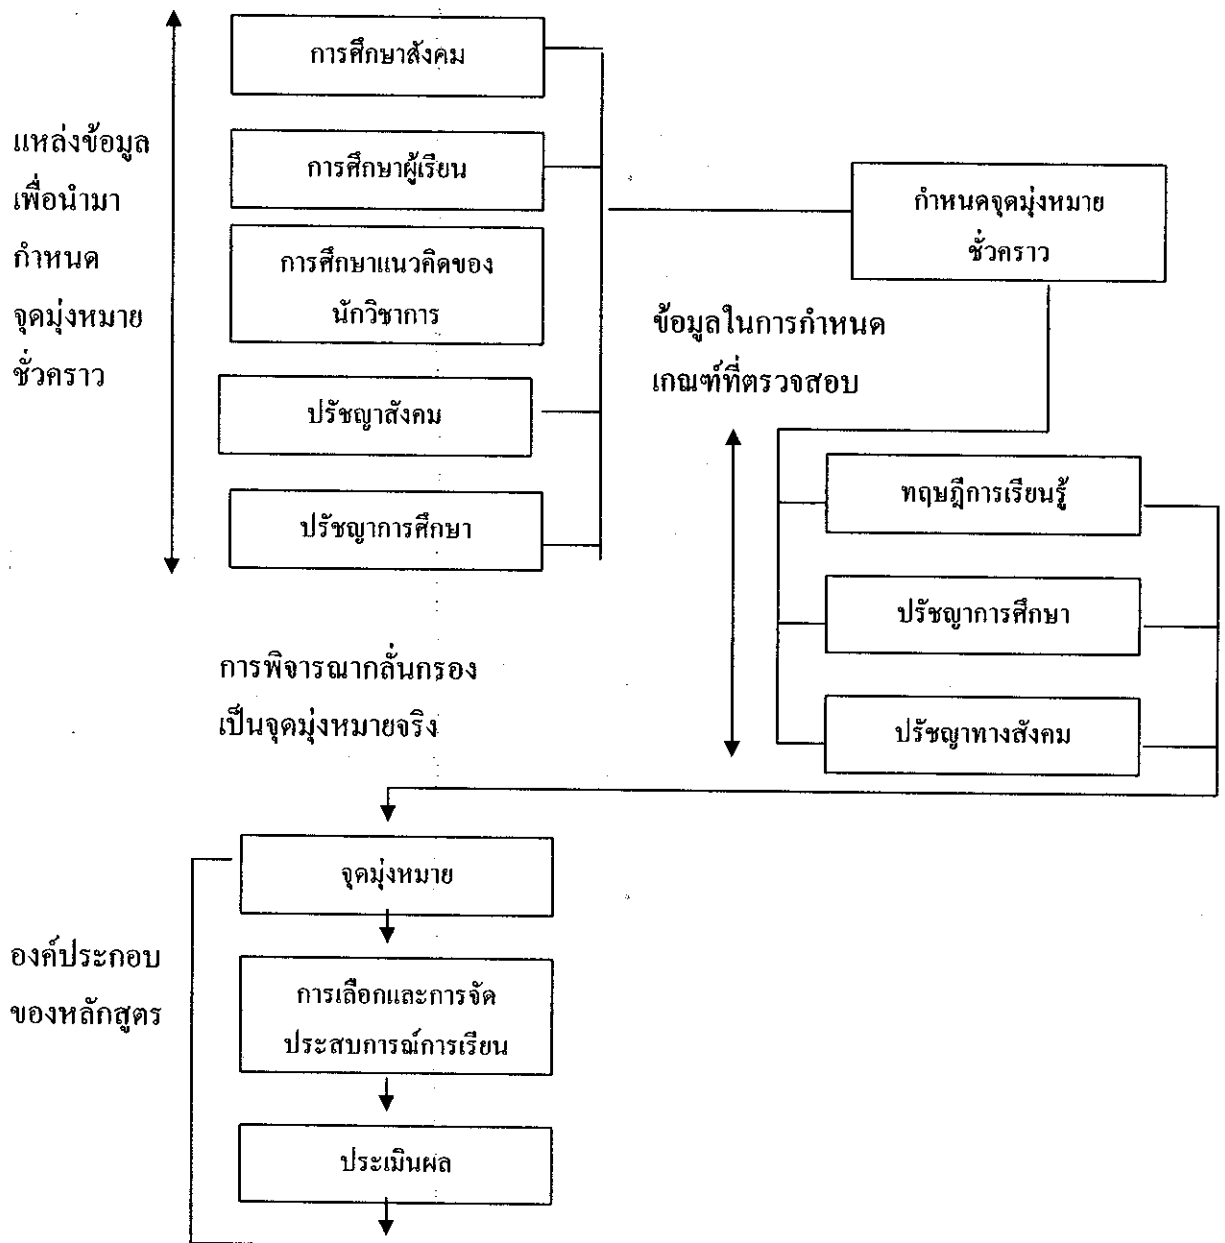 การศึกษาสังคม
แหล่งข้อมูล
เพื่อนำมา
กำหนด
จุดมุ่งหมาย
ชั่วคราว
การศึกษาผู้เรียน
การศึกษาแนวคิดของ
นักวิชาการ
ปรัชญาสังคม
ปรัชญาการศึกษา
กำหนดจุดมุ่งหมาย
ชั่วคราว
ข้อมูลในการกำหนด
เกณฑ์ที่ตรวจสอบ
ทฤษฎีการเรียนรู้
ปรัชญาการศึกษา
ปรัชญาทางสังคม
การพิจารณากลั่นกรอง
เป็นจุดมุ่งหมายจริง
จุดมุ่งหมาย
องค์ประกอบ
ของหลักสูตร
การเลือกและการจัด
ประสบการณ์การเรียน
ประเมินผล